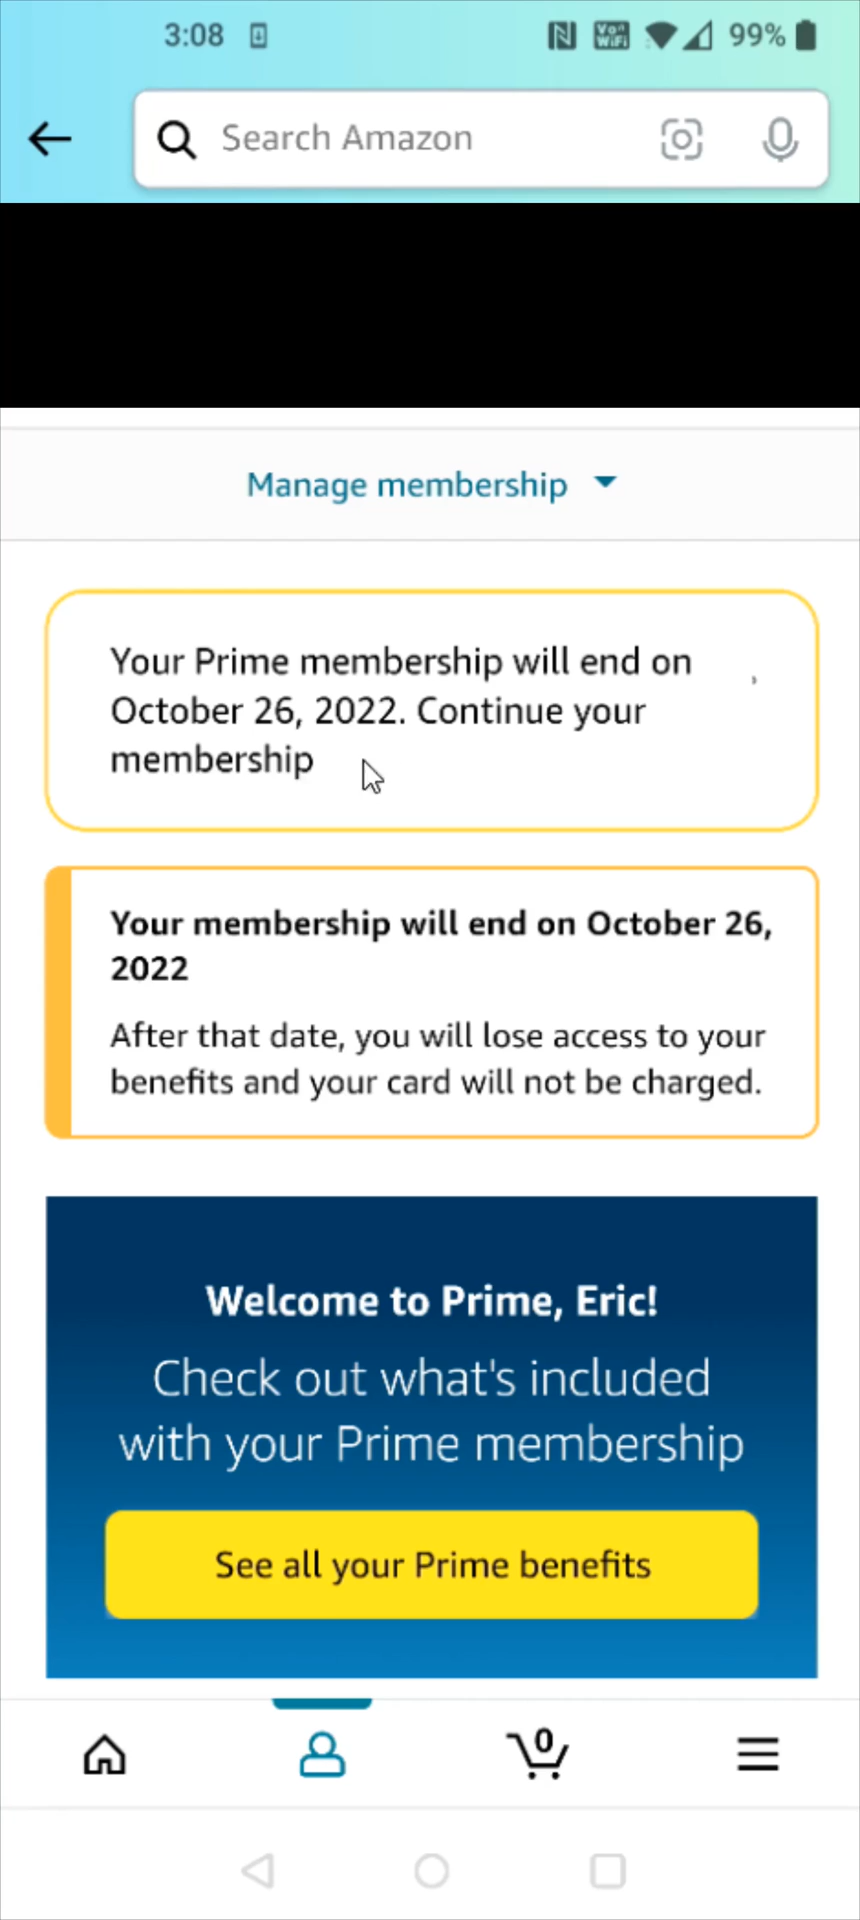 3:08
Vo WiFi 99%
Search Amazon
Manage membership
Your Prime membership will end on
October 26, 2022. Continue your
membership
Your membership will end on October 26,
2022
After that date, you will lose access to your
benefits and your card will not be charged.
Welcome to Prime, Eric!
Check out what's included
with your Prime membership
See all your Prime benefits
0